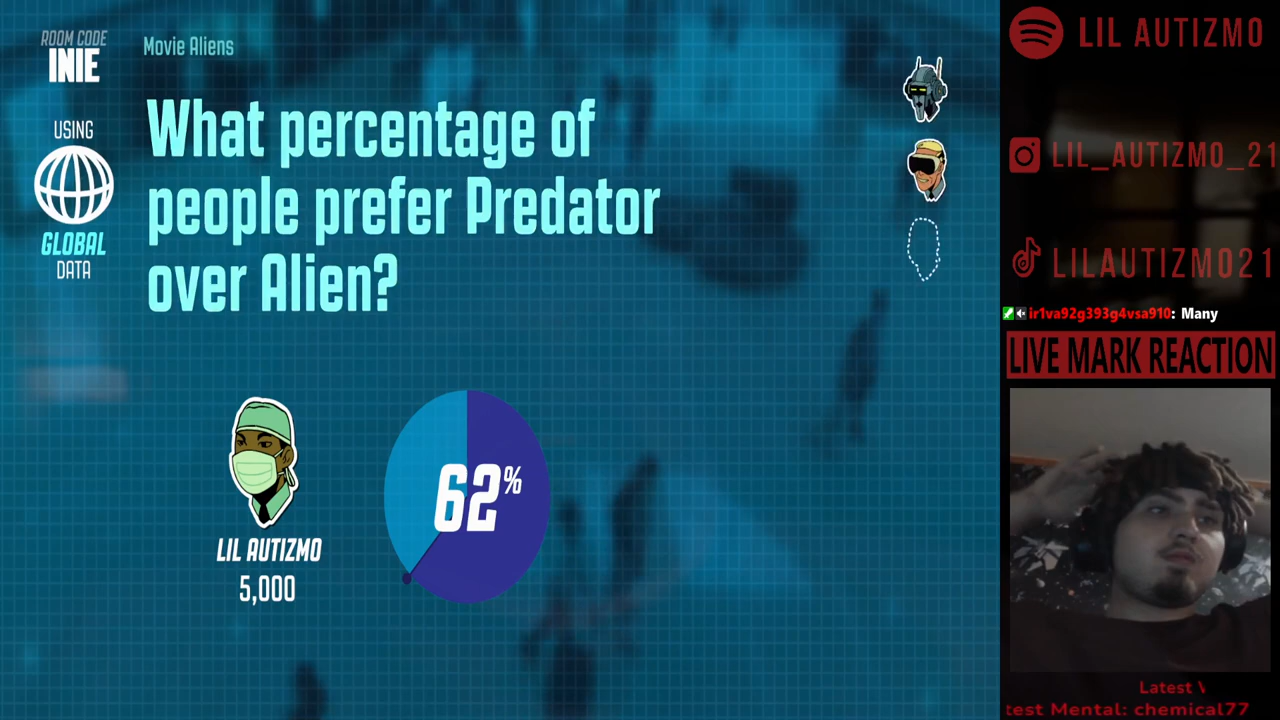 ROOM CODE
INIE
Movie Aliens
USING
GLOBAL
DATA
What percentage of
people prefer Predator
over Alien?
62%
LIL AUTIZMO
5,000
LIL AUTIZMO
LIL_AUTIZMO_21
LILAUTIZMO21
ir1va92g393g4vsa910: Many
LIVE MARK REACTION
Latest
test Mental: chemical77